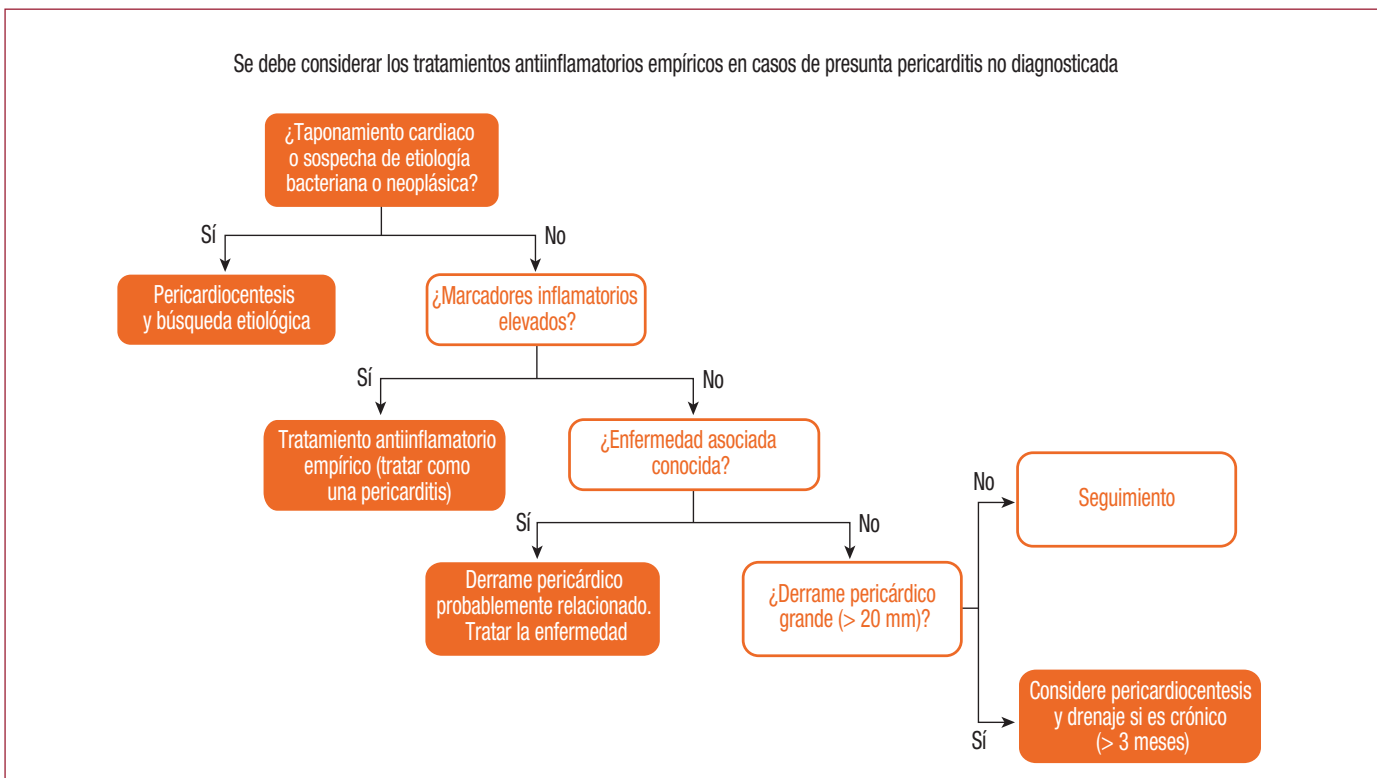 Se debe considerar los tratamientos antiinflamatorios empíricos en casos de presunta pericarditis no diagnosticada
¿Taponamiento cardiaco
o sospecha de etiología
bacteriana o neoplásica?
Sí
No
Pericardiocentesis
y búsqueda etiológica
¿Marcadores inflamatorios
elevados?
Sí
No
Tratamiento antiinflamatorio
empírico (tratar como
una pericarditis)
¿Enfermedad asociada
conocida?
Sí
No
Derrame pericárdico
probablemente relacionado.
Tratar la enfermedad
¿Derrame pericárdico
grande (> 20 mm)?
No
Seguimiento
Sí
Considere pericardiocentesis
y drenaje si es crónico
(> 3 meses)